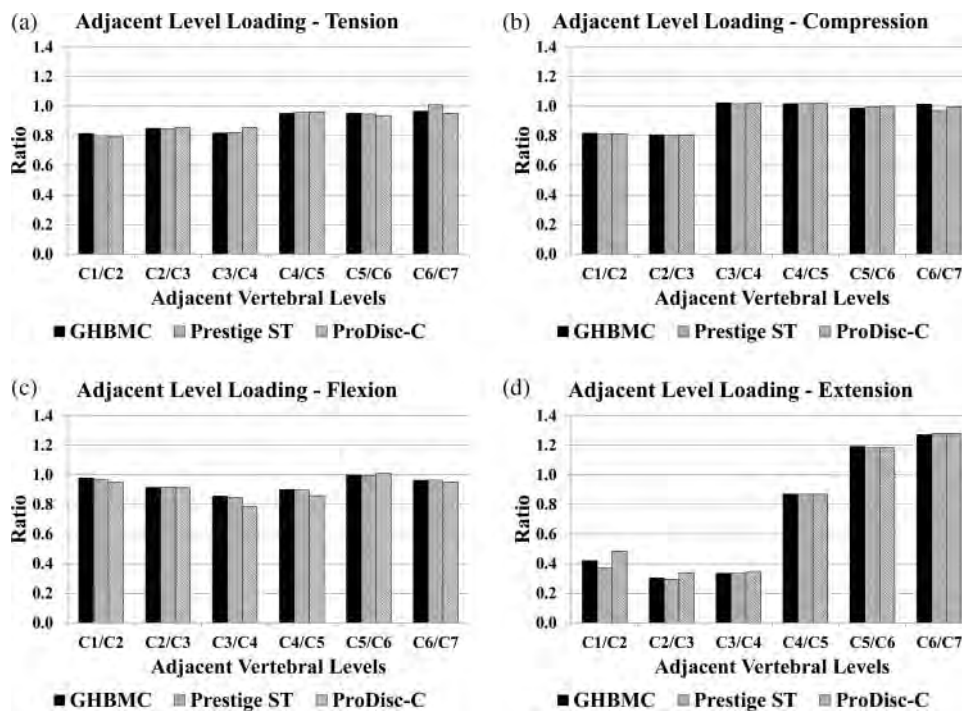 (a) Adjacent Level Loading - Tension
1.4
1.2
1.0
0.8
0.6
0.4
0.2
0.0
Ratio
C1/C2 C2/C3 C3/C4 C4/C5 C5/C6 C6/C7
Adjacent Vertebral Levels
GHBMC Prestige ST ProDisc-C
(b) Adjacent Level Loading - Compression
1.4
1.2
1.0
0.8
0.6
0.4
0.2
0.0
Ratio
C1/C2 C2/C3 C3/C4 C4/C5 C5/C6 C6/C7
Adjacent Vertebral Levels
GHBMC Prestige ST ProDisc-C
(c) Adjacent Level Loading - Flexion
1.4
1.2
1.0
0.8
0.6
0.4
0.2
0.0
Ratio
C1/C2 C2/C3 C3/C4 C4/C5 C5/C6 C6/C7
Adjacent Vertebral Levels
GHBMC Prestige ST ProDisc-C
(d) Adjacent Level Loading - Extension
1.4
1.2
1.0
0.8
0.6
0.4
0.2
0.0
Ratio
C1/C2 C2/C3 C3/C4 C4/C5 C5/C6 C6/C7
Adjacent Vertebral Levels
GHBMC Prestige ST ProDisc-C